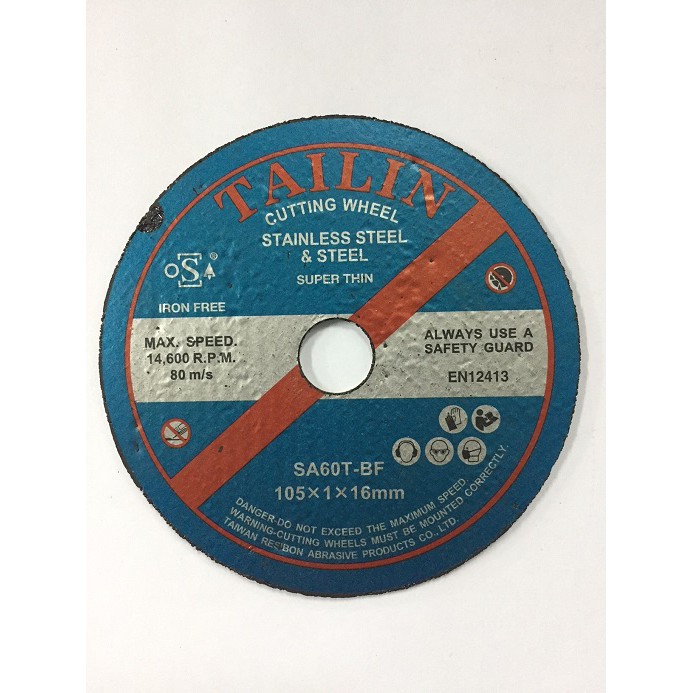 TAILIN
CUTTING WHEEL
STAINLESS STEEL
& STEEL
SUPER THIN
S®
IRON FREE
MAX. SPEED.
14,600 R.P.M.
80 m/s
ALWAYS USE A
SAFETY GUARD
EN12413
SA60T-BF
105×1×16mm
DANGER-DO NOT EXCEED THE MAXIMUM SPEED.
WARNING-CUTTING WHEELS MUST BE MOUNTED CORRECTLY.
TAIWAN RESIBON ABRASIVE PRODUCTS CO.,LTD.